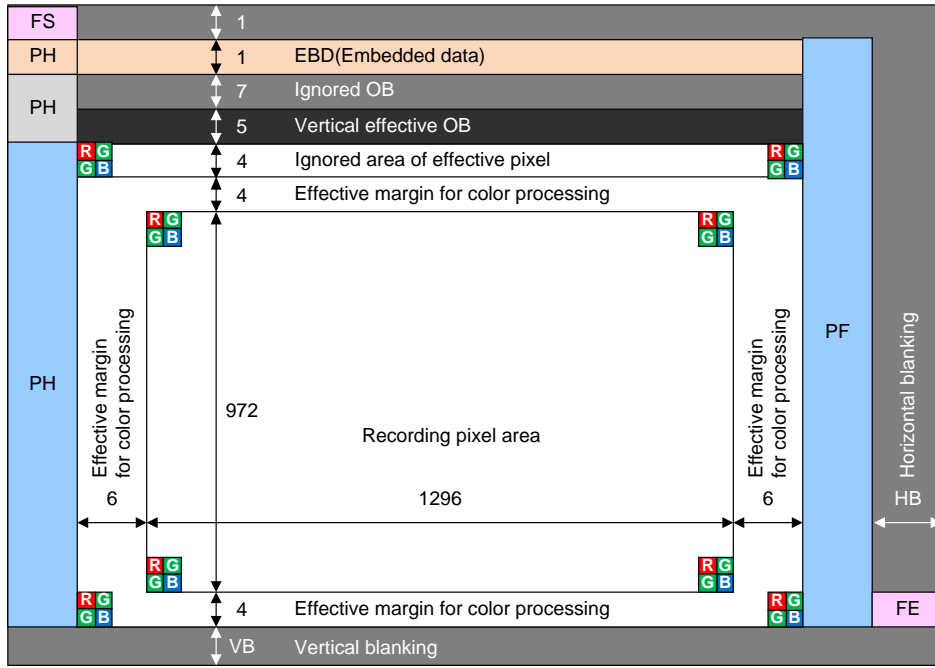 FS
1
PH
1 EBD(Embedded data)
PH
7 Ignored OB
5 Vertical effective OB
R G
G B
4 Ignored area of effective pixel
R G
G B
4 Effective margin for color processing
R G
G B
R G
G B
PH
Effective margin
for color processing
6
972
Recording pixel area
1296
Effective margin
for color processing
6
PF
Horizontal blanking
HB
R G
G B
R G
G B
R G
G B
4 Effective margin for color processing
R G
G B
FE
VB Vertical blanking